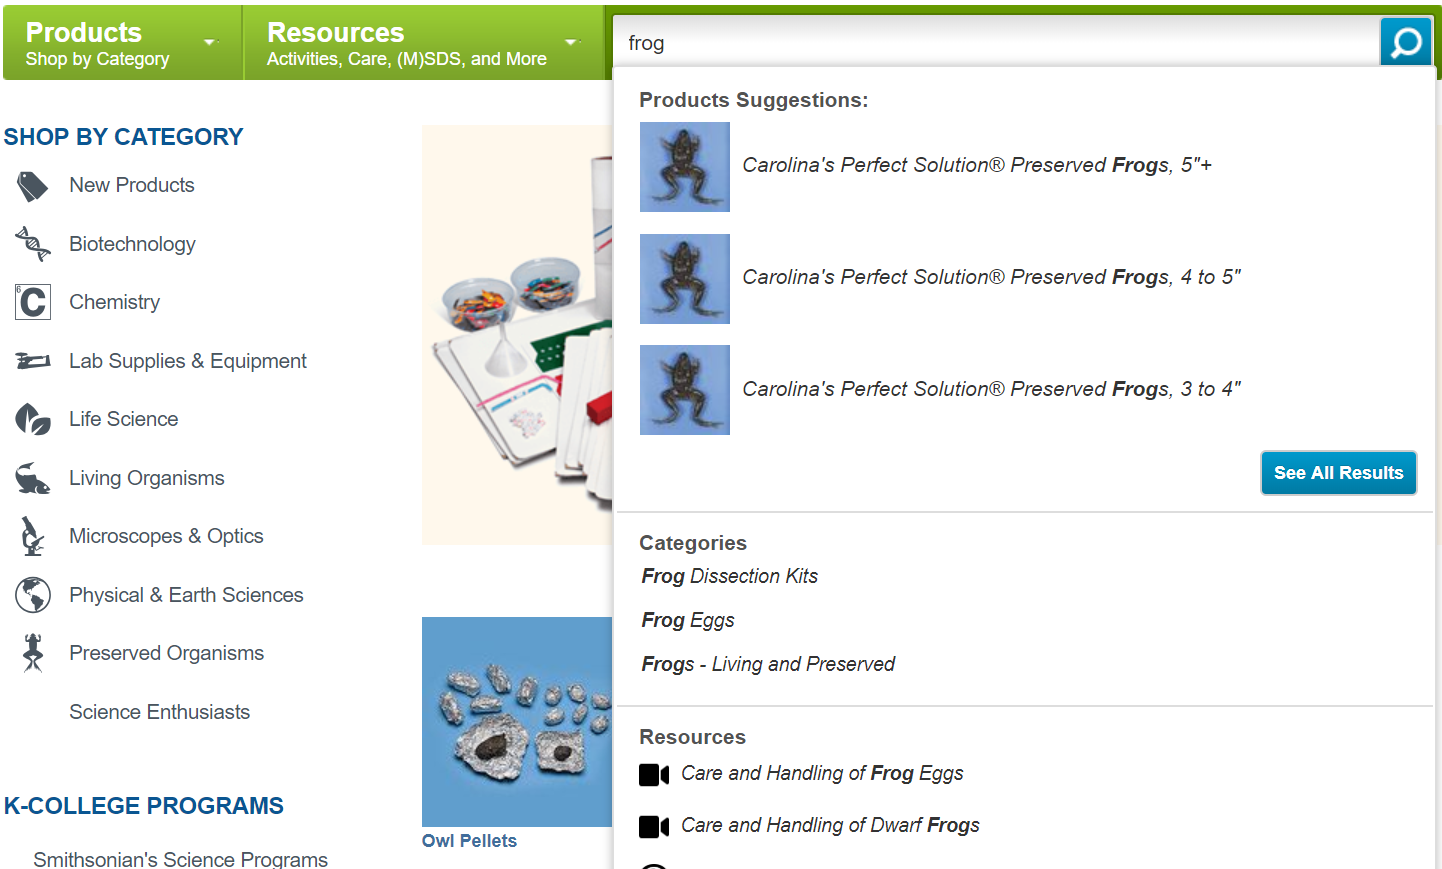 Products
Shop by Category
Resources
Activities, Care, (M)SDS, and More
frog
SHOP BY CATEGORY
New Products
Biotechnology
6
C
Chemistry
Lab Supplies & Equipment
Life Science
Living Organisms
Microscopes & Optics
Physical & Earth Sciences
Preserved Organisms
Science Enthusiasts
K-COLLEGE PROGRAMS
Smithsonian's Science Programs
Owl Pellets
Products Suggestions:
Carolina's Perfect Solution® Preserved Frogs, 5"+
Carolina's Perfect Solution® Preserved Frogs, 4 to 5"
Carolina's Perfect Solution® Preserved Frogs, 3 to 4"
See All Results
Categories
Frog Dissection Kits
Frog Eggs
Frogs - Living and Preserved
Resources
Care and Handling of Frog Eggs
Care and Handling of Dwarf Frogs